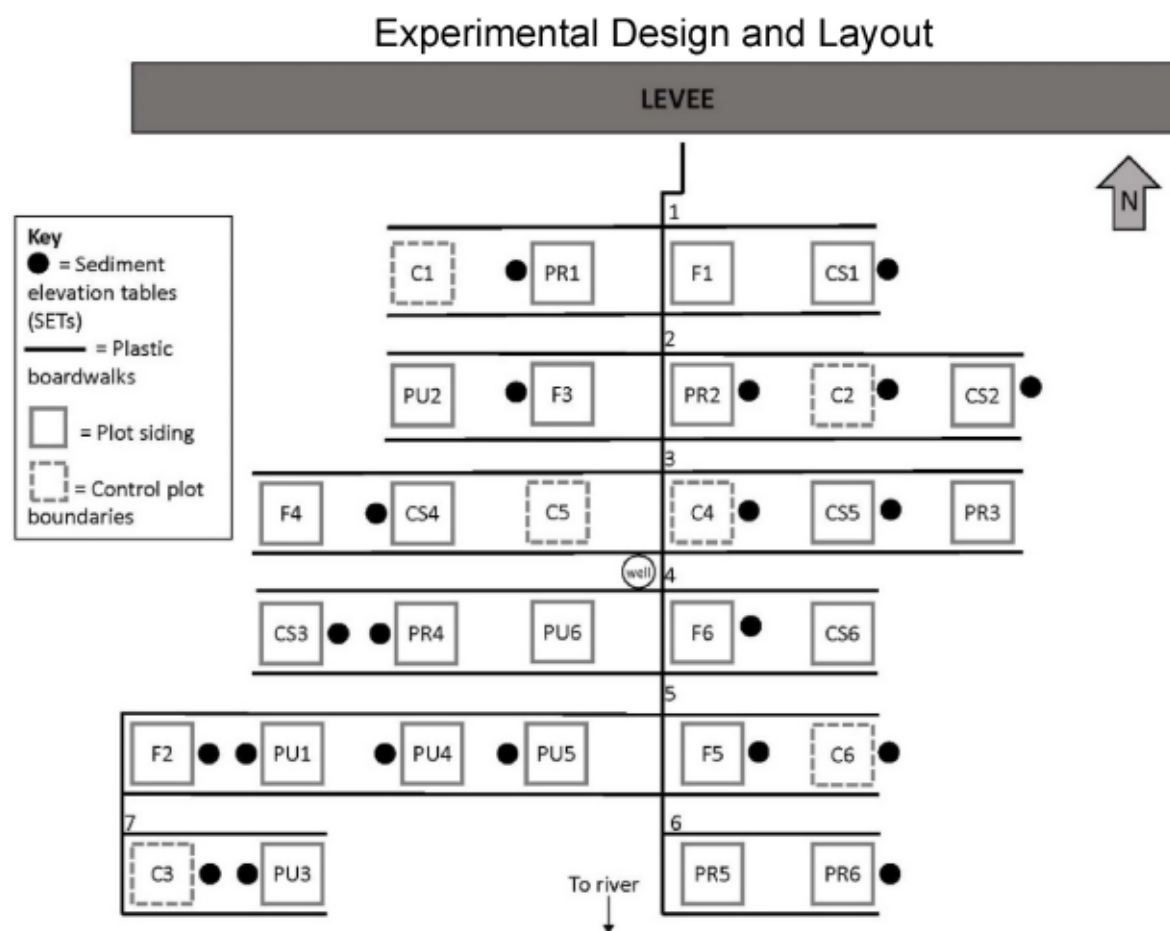 Experimental Design and Layout
LEVEE
N
Key
= Sediment
elevation tables
(SETs)
= Plastic
boardwalks
= Plot siding
= Control plot
boundaries
1
C1 PR1 F1 CS1
2
PU2 F3 PR2 C2 CS2
3
F4 CS4 C5 C4 CS5 PR3
well 4
CS3 PR4 PU6 F6 CS6
5
F2 PU1 PU4 PU5 F5 C6
7 6
C3 PU3 PR5 PR6
To river